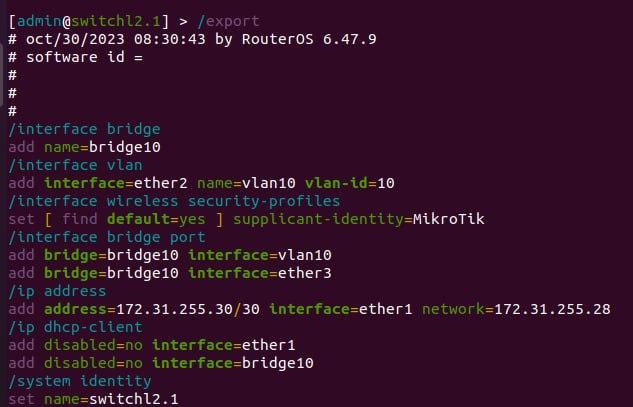 [admin@switchl2.1] > /export
# oct/30/2023 08:30:43 by RouterOS 6.47.9
# software id =
#
#
#
/interface bridge
add name=bridge10
/interface vlan
add interface=ether2 name=vlan10 vlan-id=10
/interface wireless security-profiles
set [ find default=yes ] supplicant-identity=MikroTik
/interface bridge port
add bridge=bridge10 interface=vlan10
add bridge=bridge10 interface=ether3
/ip address
add address=172.31.255.30/30 interface=ether1 network=172.31.255.28
/ip dhcp-client
add disabled=no interface=ether1
add disabled=no interface=bridge10
/system identity
set name=switchl2.1